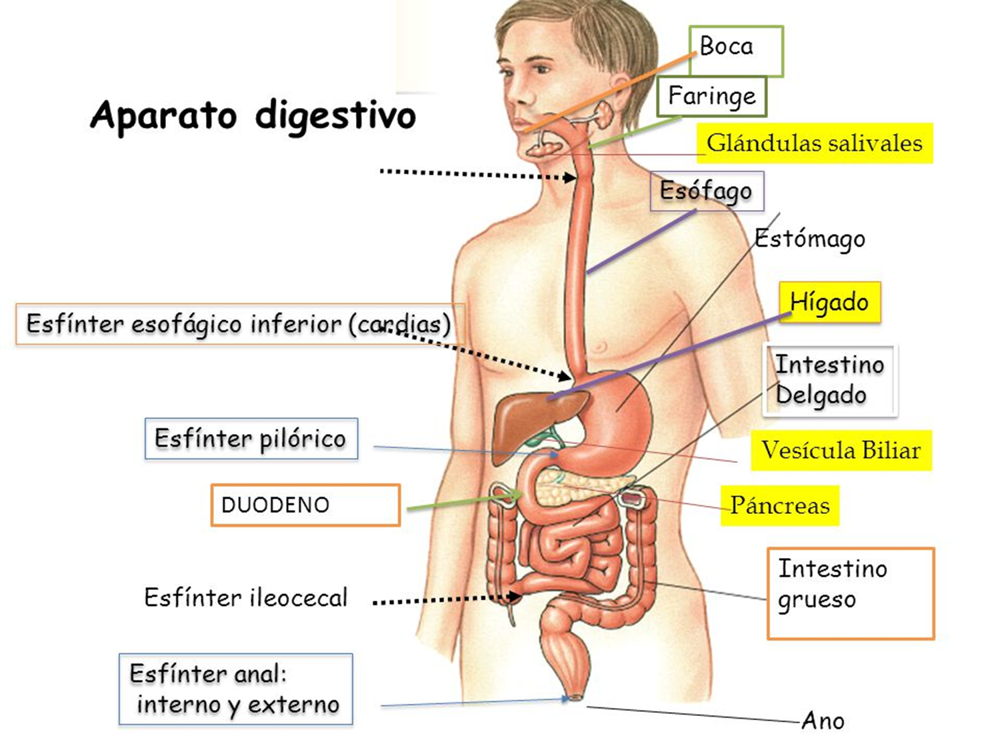 Boca
Faringe
Aparato digestivo
Glándulas salivales
Esófago
Estómago
Hígado
Esfínter esofágico inferior (cardias)
Intestino
Delgado
Esfínter pilórico
Vesícula Biliar
DUODENO
Páncreas
Intestino
grueso
Esfínter ileocecal
Esfínter anal:
interno y externo
Ano